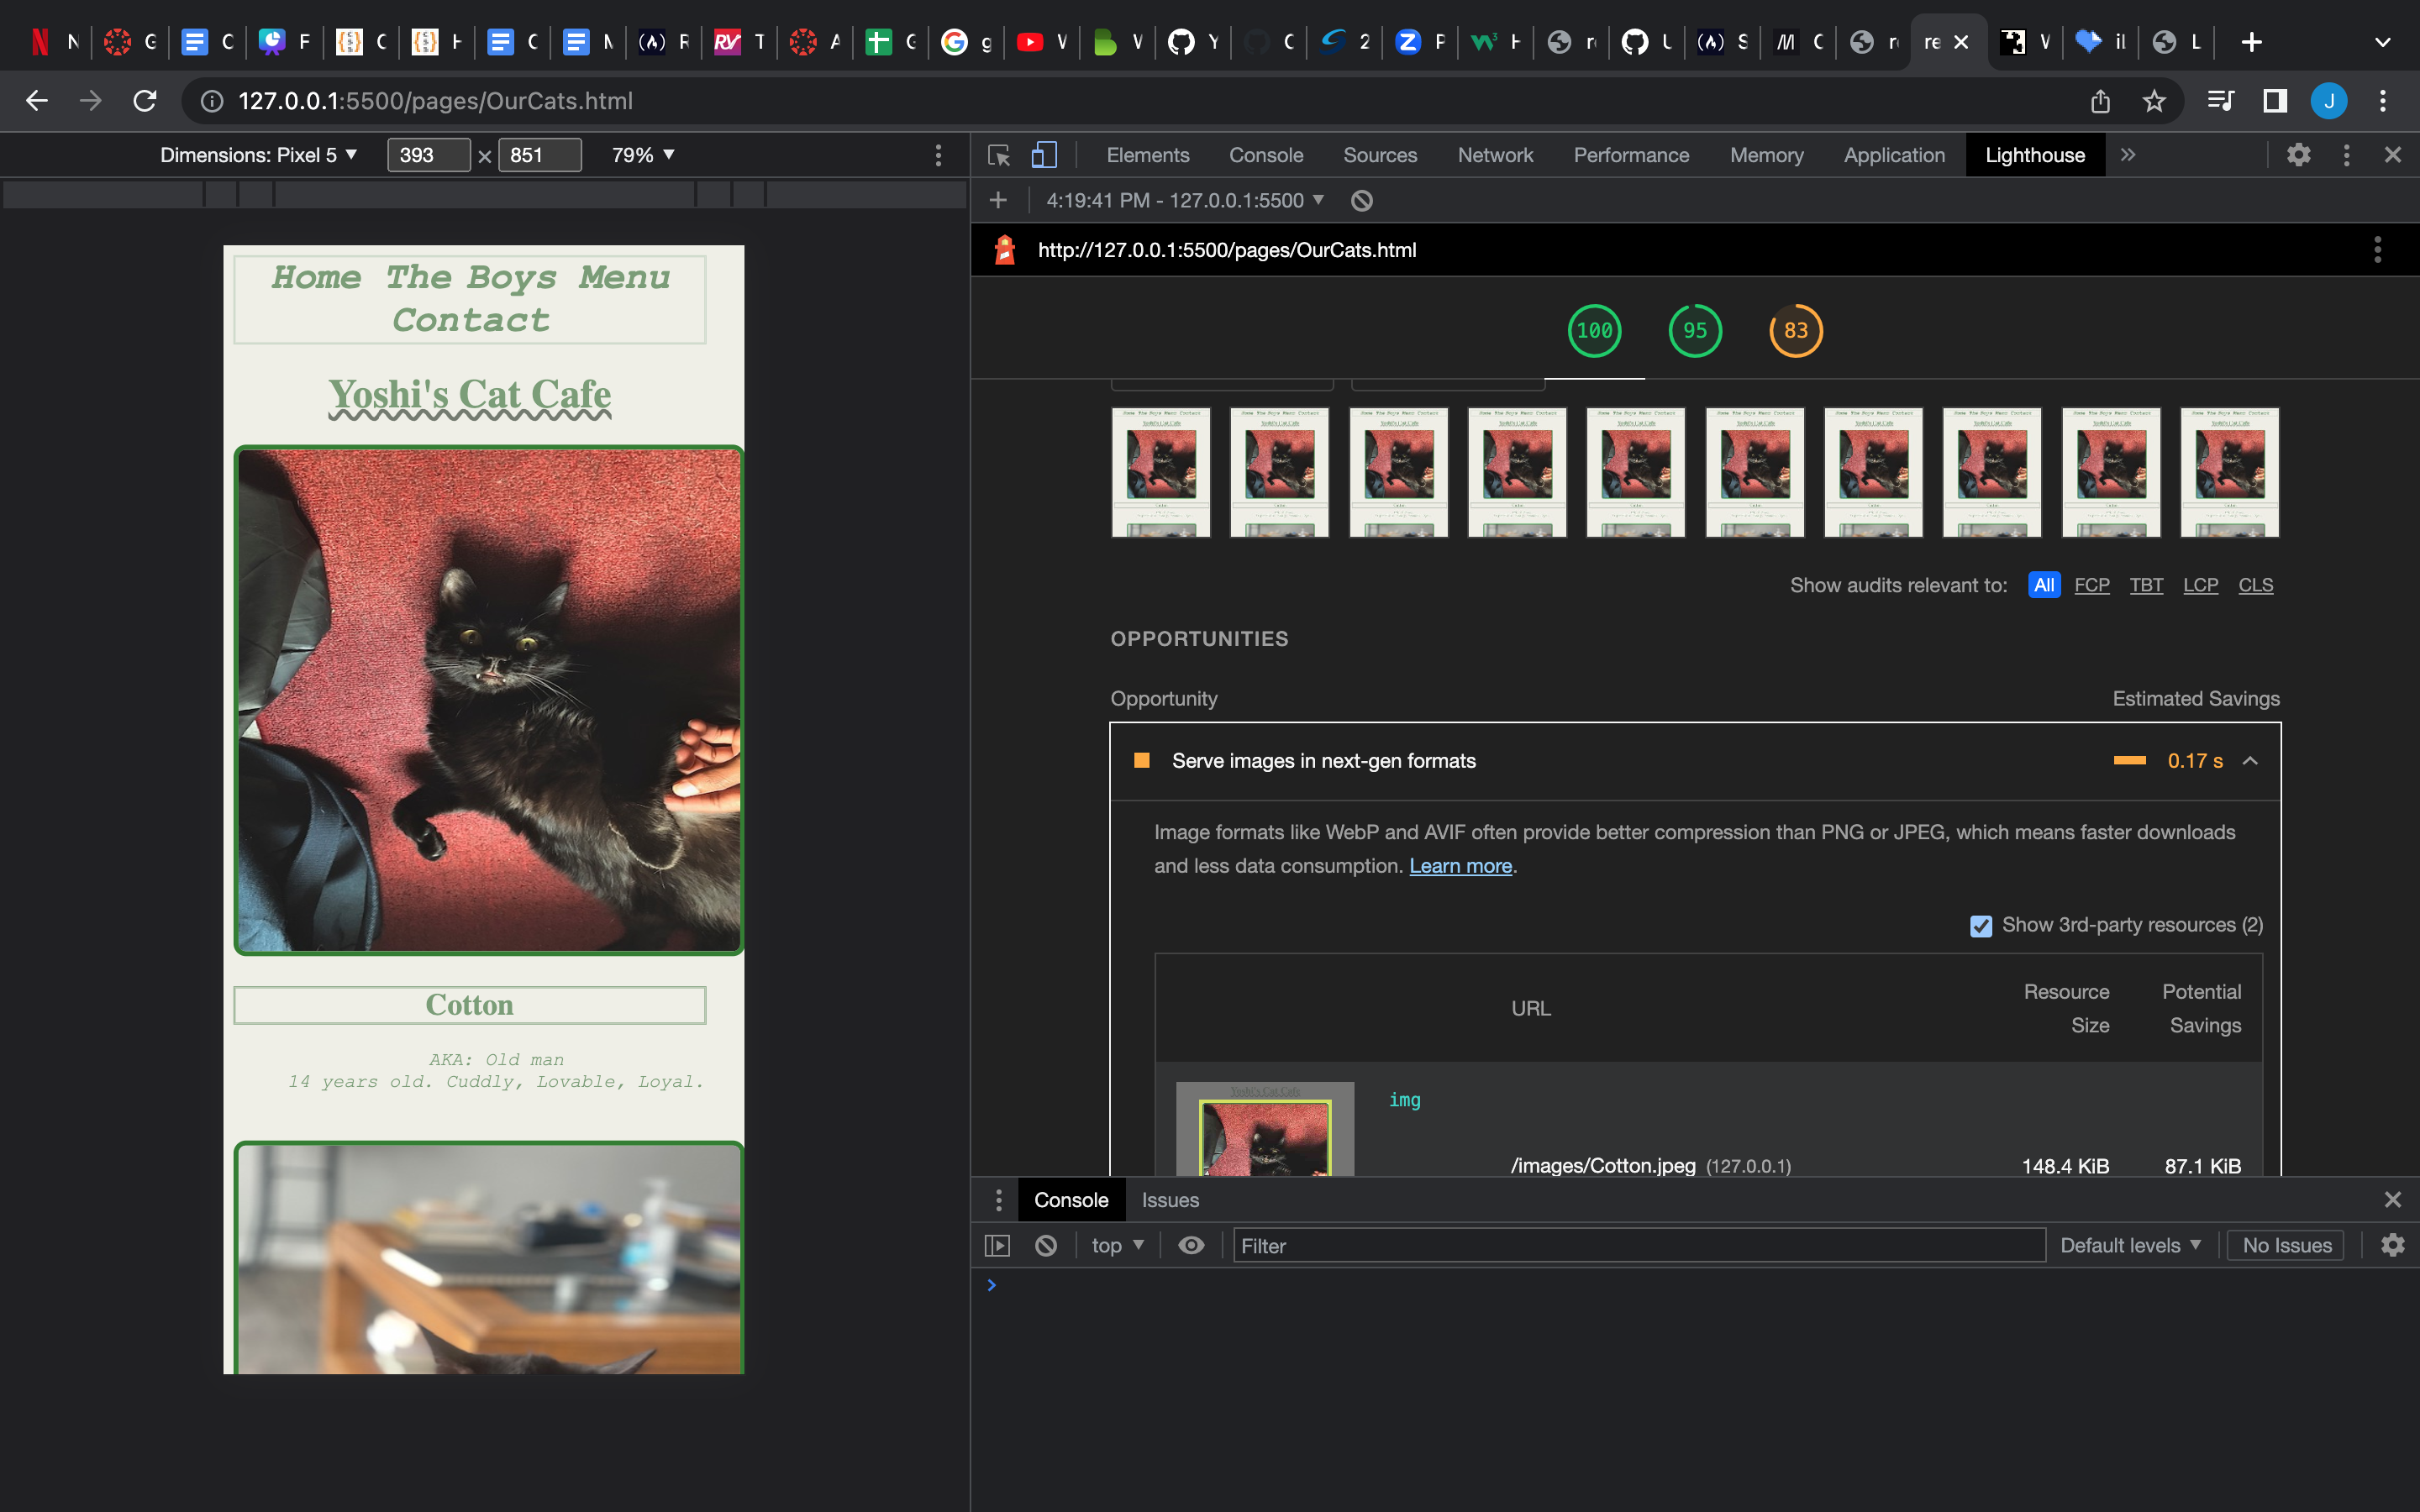 N G C F C H C M R RV T A G g V V Y C 2 P H r U S M C r re V il L
127.0.0.1:5500/pages/OurCats.html
J
Dimensions: Pixel 5 393 × 851 79%
Elements Console Sources Network Performance Memory Application Lighthouse
4:19:41 PM - 127.0.0.1:5500
http://127.0.0.1:5500/pages/OurCats.html
100 95 83
Home The Boys Menu
Contact
Yoshi's Cat Cafe
Cotton
AKA: Old man
14 years old. Cuddly, Lovable, Loyal.
Show audits relevant to: All FCP TBT LCP CLS
OPPORTUNITIES
Opportunity Estimated Savings
Serve images in next-gen formats 0.17 s
Image formats like WebP and AVIF often provide better compression than PNG or JPEG, which means faster downloads
and less data consumption. Learn more.
Show 3rd-party resources (2)
URL Resource Size Potential Savings
Yoshi's Cat Cafe
img
/images/Cotton.jpeg (127.0.0.1) 148.4 KiB 87.1 KiB
Console Issues
top Filter Default levels No Issues